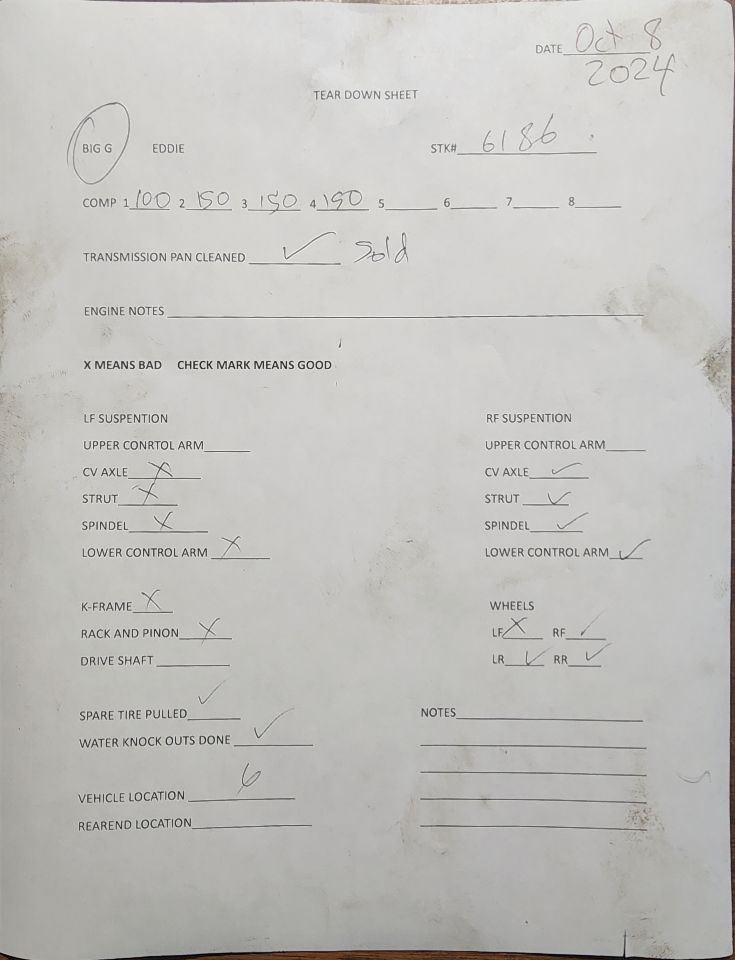 DATE Oct 8
2024
TEAR DOWN SHEET
BIG G EDDIE STK# 6186
COMP 1 100 2 150 3 150 4 150 5 6 7 8
TRANSMISSION PAN CLEANED ✓ Sold
ENGINE NOTES
X MEANS BAD CHECK MARK MEANS GOOD
LF SUSPENTION
UPPER CONRTOL ARM
CV AXLE X
STRUT X
SPINDEL X
LOWER CONTROL ARM X
RF SUSPENTION
UPPER CONTROL ARM
CV AXLE ✓
STRUT ✓
SPINDEL ✓
LOWER CONTROL ARM ✓
K-FRAME X
RACK AND PINON X
DRIVE SHAFT
WHEELS
LF X RF ✓
LR ✓ RR ✓
SPARE TIRE PULLED ✓
WATER KNOCK OUTS DONE ✓
VEHICLE LOCATION 6
REAREND LOCATION
NOTES